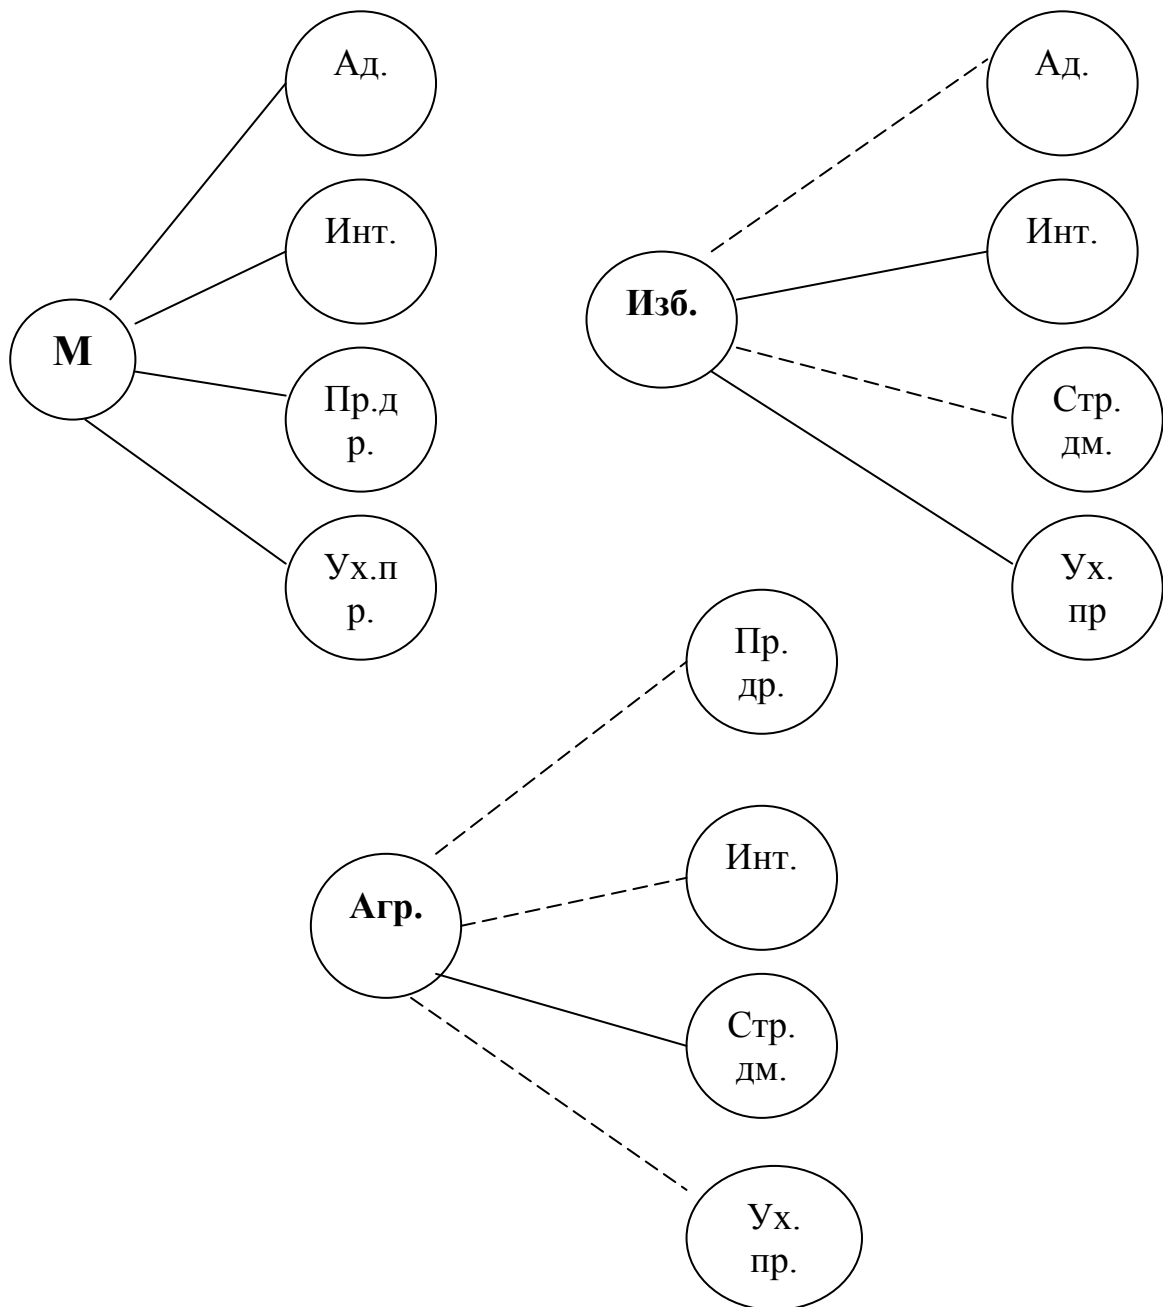 Ад.
Инт.
М
Пр.д
р.
Ух.п
р.
Ад.
Инт.
Изб.
Стр.
дм.
Ух.
пр
Пр.
др.
Инт.
Агр.
Стр.
дм.
Ух.
пр.